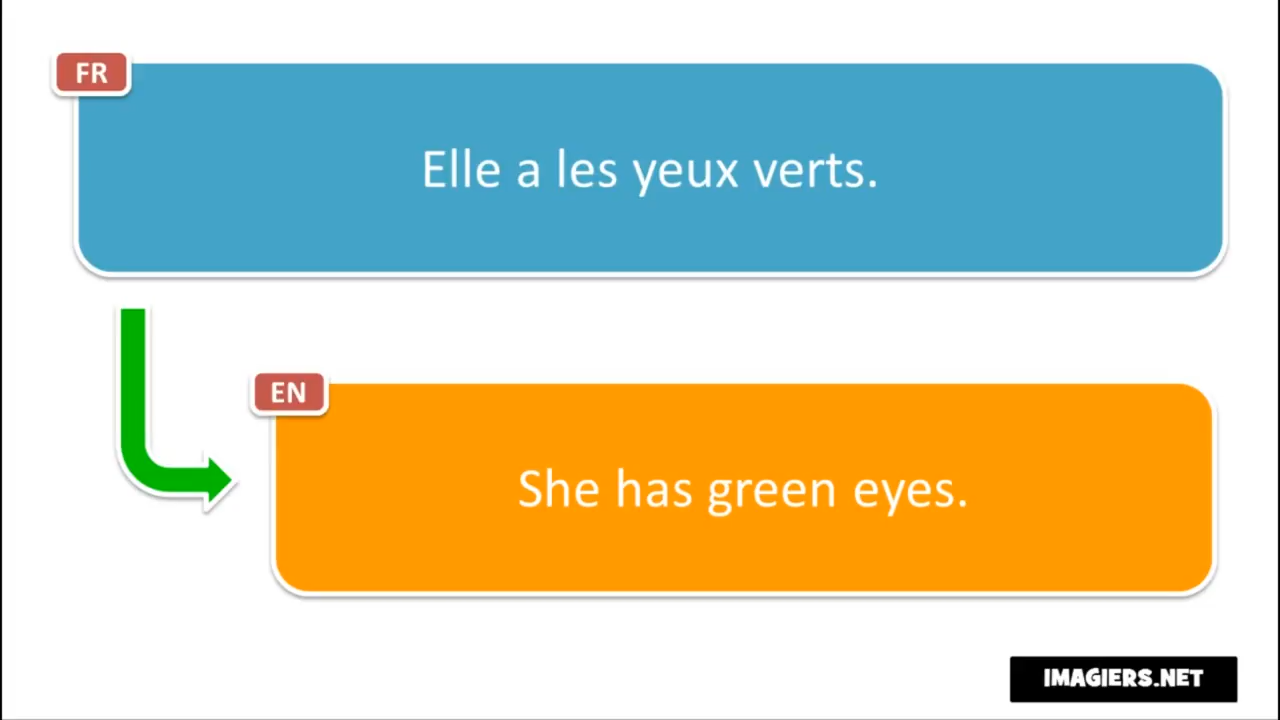 FR
Elle a les yeux verts.
EN
She has green eyes.
IMAGIERS.NET